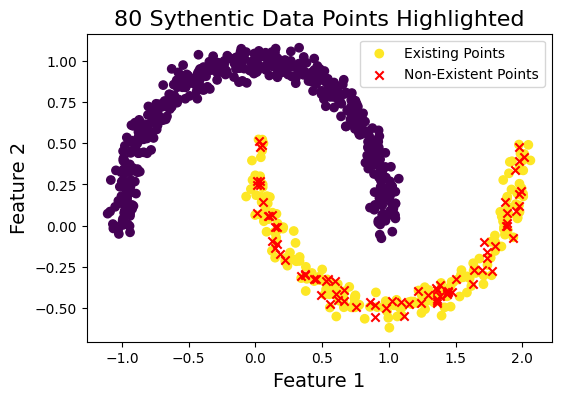 80 Sythentic Data Points Highlighted
Existing Points
Non-Existent Points
Feature 2
1.00
0.75
0.50
0.25
0.00
−0.25
−0.50
−1.0 −0.5 0.0 0.5 1.0 1.5 2.0
Feature 1